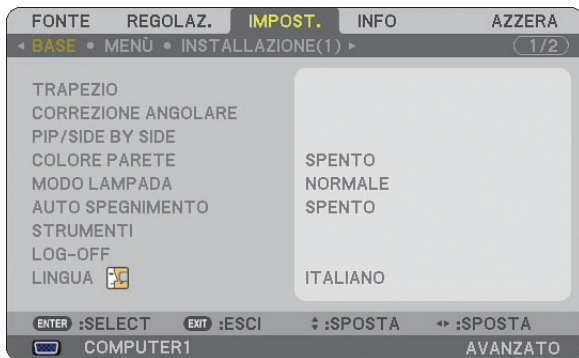 FONTE REGOLAZ. IMPOST. INFO AZZERA
BASE • MENÙ • INSTALLAZIONE(1) 1/2
TRAPEZIO
CORREZIONE ANGOLARE
PIP/SIDE BY SIDE
COLORE PARETE SPENTO
MODO LAMPADA NORMALE
AUTO SPEGNIMENTO SPENTO
STRUMENTI
LOG-OFF
LINGUA ITALIANO
ENTER :SELECT EXIT :ESCI :SPOSTA :SPOSTA
COMPUTER1 AVANZATO